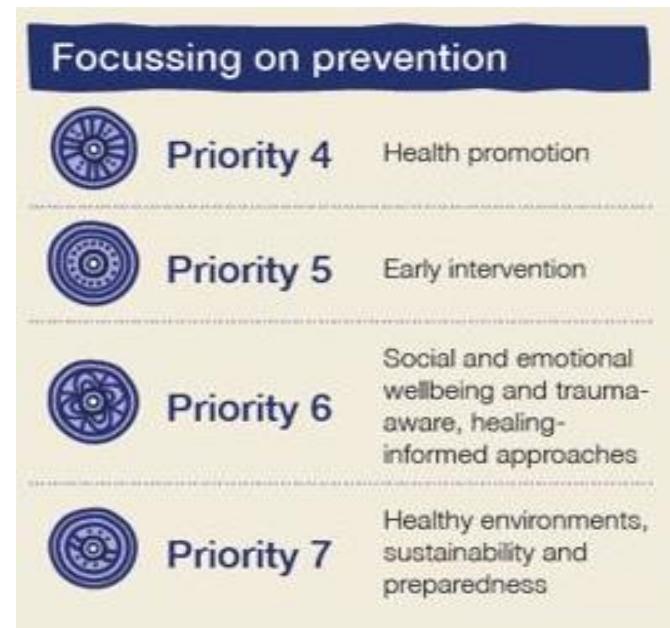 Focussing on prevention
Priority 4 Health promotion
Priority 5 Early intervention
Priority 6 Social and emotional
wellbeing and trauma-
aware, healing-
informed approaches
Priority 7 Healthy environments,
sustainability and
preparedness